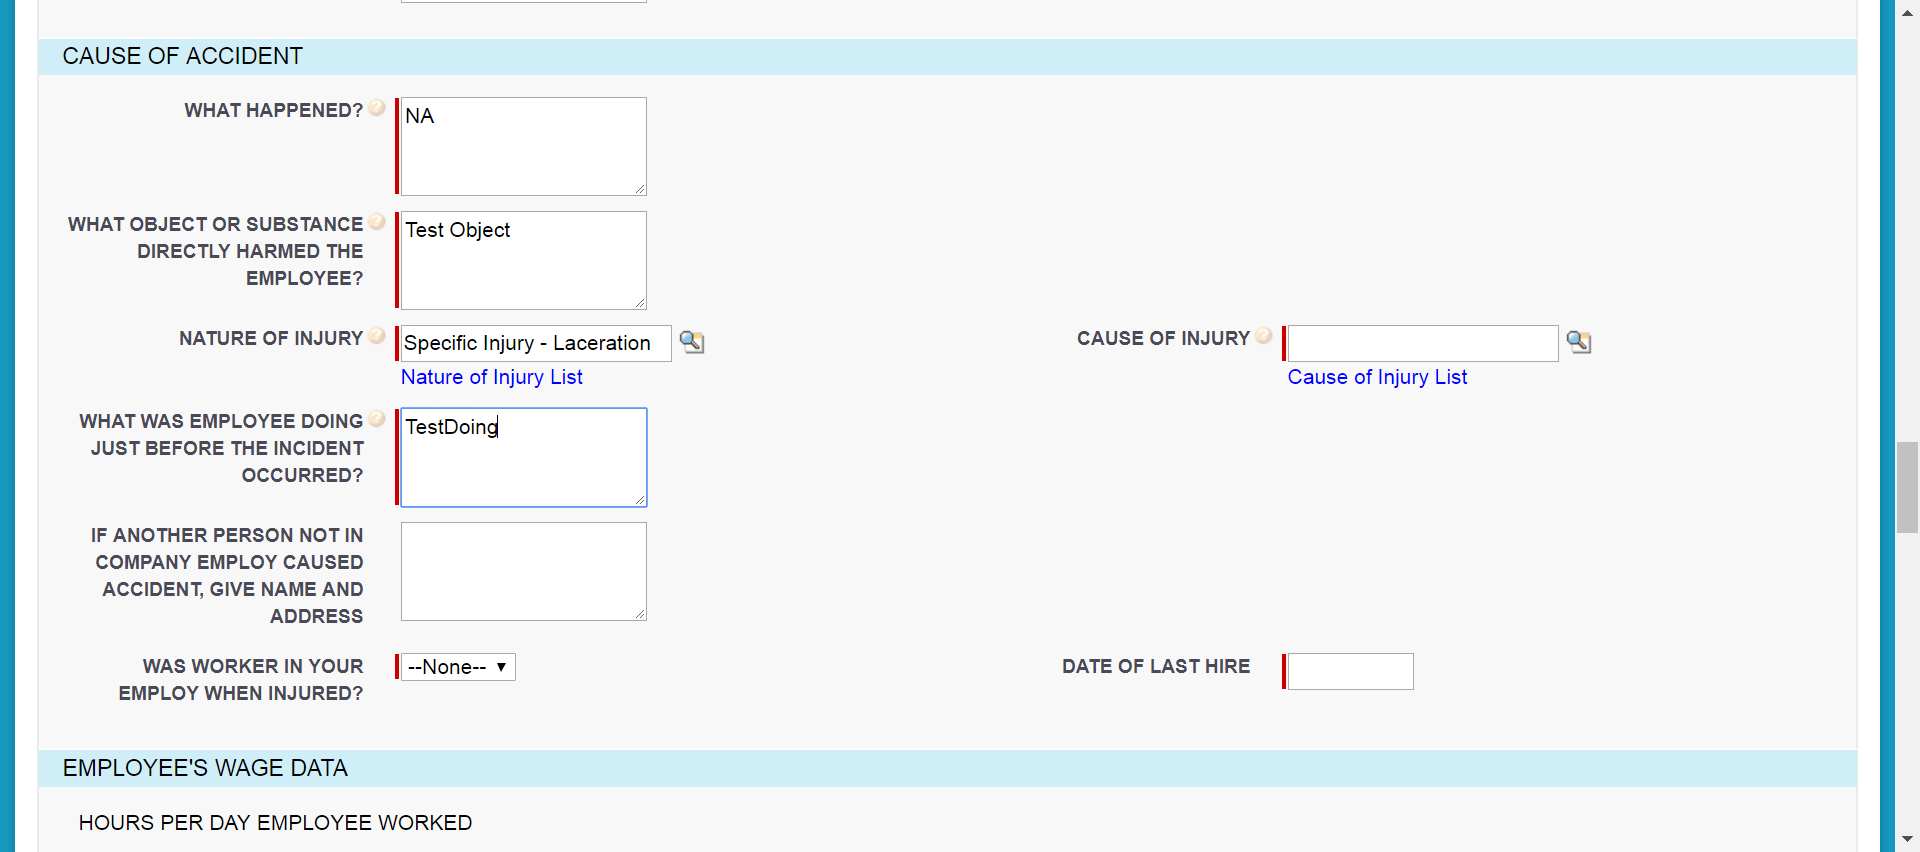 CAUSE OF ACCIDENT
WHAT HAPPENED?
NA
WHAT OBJECT OR SUBSTANCE
DIRECTLY HARMED THE
EMPLOYEE?
Test Object
NATURE OF INJURY
Specific Injury - Laceration
Nature of Injury List
CAUSE OF INJURY
Cause of Injury List
WHAT WAS EMPLOYEE DOING
JUST BEFORE THE INCIDENT
OCCURRED?
TestDoing
IF ANOTHER PERSON NOT IN
COMPANY EMPLOY CAUSED
ACCIDENT, GIVE NAME AND
ADDRESS
WAS WORKER IN YOUR
EMPLOY WHEN INJURED?
--None--
DATE OF LAST HIRE
EMPLOYEE'S WAGE DATA
HOURS PER DAY EMPLOYEE WORKED